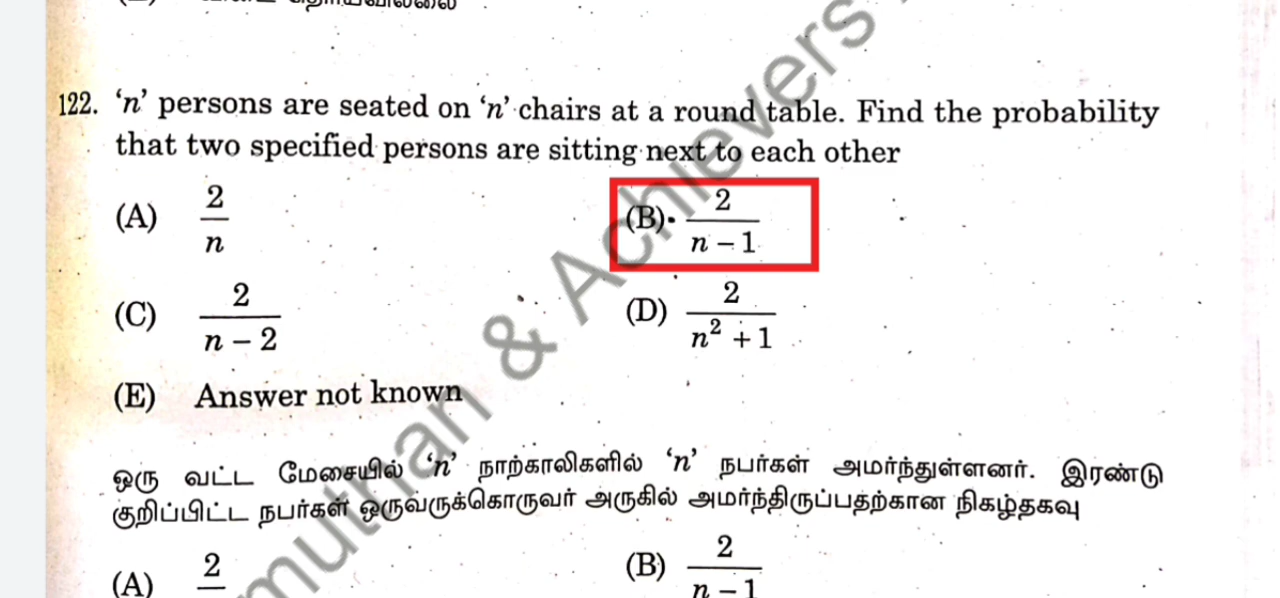 122. ‘n’ persons are seated on ‘n’ chairs at a round table. Find the probability
that two specified persons are sitting next to each other
(A) 2/n (B) 2/(n – 1)
(C) 2/(n – 2) (D) 2/(n² + 1)
(E) Answer not known
ஒரு வட்ட மேசையில் ‘n’ நாற்காலிகளில் ‘n’ நபர்கள் அமர்ந்துள்ளனர். இரண்டு
குறிப்பிட்ட நபர்கள் ஒருவருக்கொருவர் அருகில் அமர்ந்திருப்பதற்கான நிகழ்தகவு
(A) 2 (B) 2/(n – 1)
muthan & Achievers